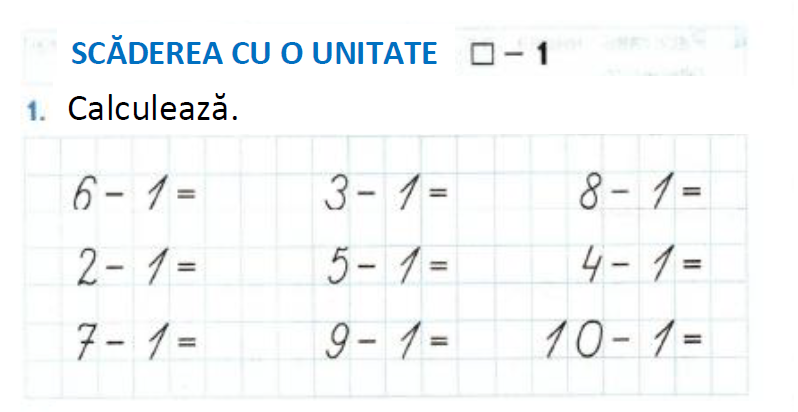 SCĂDEREA CU O UNITATE □ – 1
1. Calculează.
6 – 1 = 3 – 1 = 8 – 1 =
2 – 1 = 5 – 1 = 4 – 1 =
7 – 1 = 9 – 1 = 10 – 1 =